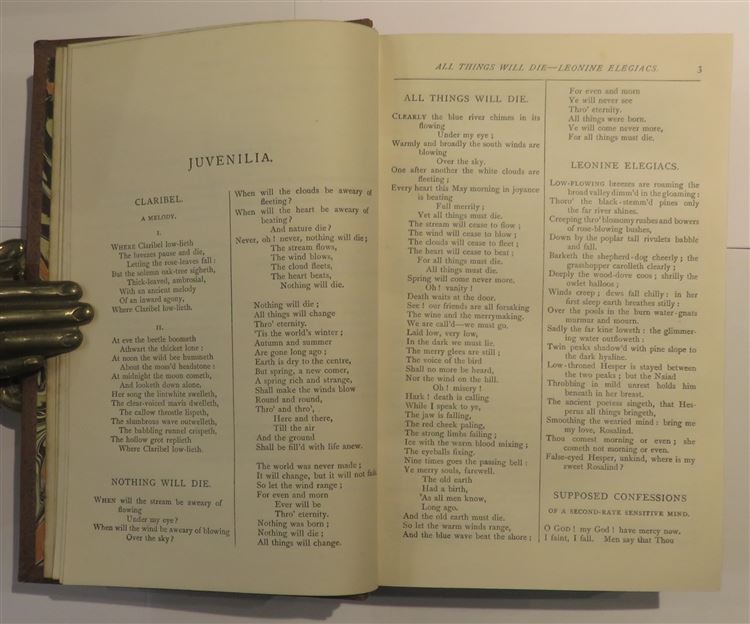 JUVENILIA.
CLARIBEL.
A MELODY.
I.
WHERE Claribel low-lieth
The breezes pause and die,
Letting the rose-leaves fall :
But the solemn oak-tree sigheth,
Thick-leaved, ambrosial,
With an ancient melody
Of an inward agony,
Where Claribel low-lieth.
II.
At eve the beetle boometh
Athwart the thicket lone :
At noon the wild bee hummeth
About the moss'd headstone :
At midnight the moon cometh,
And looketh down alone.
Her song the lintwhite swelleth,
The clear-voiced mavis dwelleth,
The callow throstle lispeth,
The slumbrous wave outwelleth,
The babbling runnel crispeth,
The hollow grot replieth
Where Claribel low-lieth.
NOTHING WILL DIE.
WHEN will the stream be aweary of
flowing
Under my eye?
When will the wind be aweary of blowing
Over the sky?
When will the clouds be aweary of
fleeting?
When will the heart be aweary of
beating?
And nature die?
Never, oh! never, nothing will die;
The stream flows,
The wind blows,
The cloud fleets,
The heart beats,
Nothing will die.
Nothing will die ;
All things will change
Thro' eternity.
'Tis the world's winter ;
Autumn and summer
Are gone long ago ;
Earth is dry to the centre,
But spring, a new comer,
A spring rich and strange,
Shall make the winds blow
Round and round,
Thro' and thro',
Here and there,
Till the air
And the ground
Shall be fill'd with life anew.
The world was never made ;
It will change, but it will not fade.
So let the wind range ;
For even and morn
Ever will be
Thro' eternity.
Nothing was born ;
Nothing will die ;
All things will change.
ALL THINGS WILL DIE—LEONINE ELEGIACS. 3
ALL THINGS WILL DIE.
CLEARLY the blue river chimes in its
flowing
Under my eye ;
Warmly and broadly the south winds are
blowing
Over the sky.
One after another the white clouds are
fleeting ;
Every heart this May morning in joyance
is beating
Full merrily ;
Yet all things must die.
The stream will cease to flow ;
The wind will cease to blow ;
The clouds will cease to fleet ;
The heart will cease to beat ;
For all things must die.
All things must die.
Spring will come never more.
Oh ! vanity !
Death waits at the door.
See ! our friends are all forsaking
The wine and the merrymaking.
We are call'd—we must go.
Laid low, very low,
In the dark we must lie.
The merry glees are still ;
The voice of the bird
Shall no more be heard,
Nor the wind on the hill.
Oh ! misery !
Hark ! death is calling
While I speak to ye,
The jaw is falling,
The red cheek paling,
The strong limbs failing ;
Ice with the warm blood mixing ;
The eyeballs fixing.
Nine times goes the passing bell :
Ye merry souls, farewell.
The old earth
Had a birth,
As all men know,
Long ago.
And the old earth must die.
So let the warm winds range,
And the blue wave beat the shore ;
For even and morn
Ye will never see
Thro' eternity.
All things were born.
Ye will come never more,
For all things must die.
LEONINE ELEGIACS.
LOW-FLOWING breezes are roaming the
broad valley dimm'd in the gloaming :
Thoro' the black-stemm'd pines only
the far river shines.
Creeping thro' blossomy rushes and bowers
of rose-blowing bushes,
Down by the poplar tall rivulets babble
and fall.
Barketh the shepherd-dog cheerly ; the
grasshopper carolleth clearly ;
Deeply the wood-dove coos ; shrilly the
owlet halloos ;
Winds creep ; dews fall chilly : in her
first sleep earth breathes stilly :
Over the pools in the burn water-gnats
murmur and mourn.
Sadly the far kine loweth : the glimmer-
ing water outfloweth :
Twin peaks shadow'd with pine slope to
the dark hyaline.
Low-throned Hesper is stayed between
the two peaks ; but the Naiad
Throbbing in mild unrest holds him
beneath in her breast.
The ancient poetess singeth, that Hes-
perus all things bringeth,
Smoothing the wearied mind : bring me
my love, Rosalind.
Thou comest morning or even ; she
cometh not morning or even.
False-eyed Hesper, unkind, where is my
sweet Rosalind ?
SUPPOSED CONFESSIONS
OF A SECOND-RATE SENSITIVE MIND.
O GOD ! my God ! have mercy now.
I faint, I fall. Men say that Thou